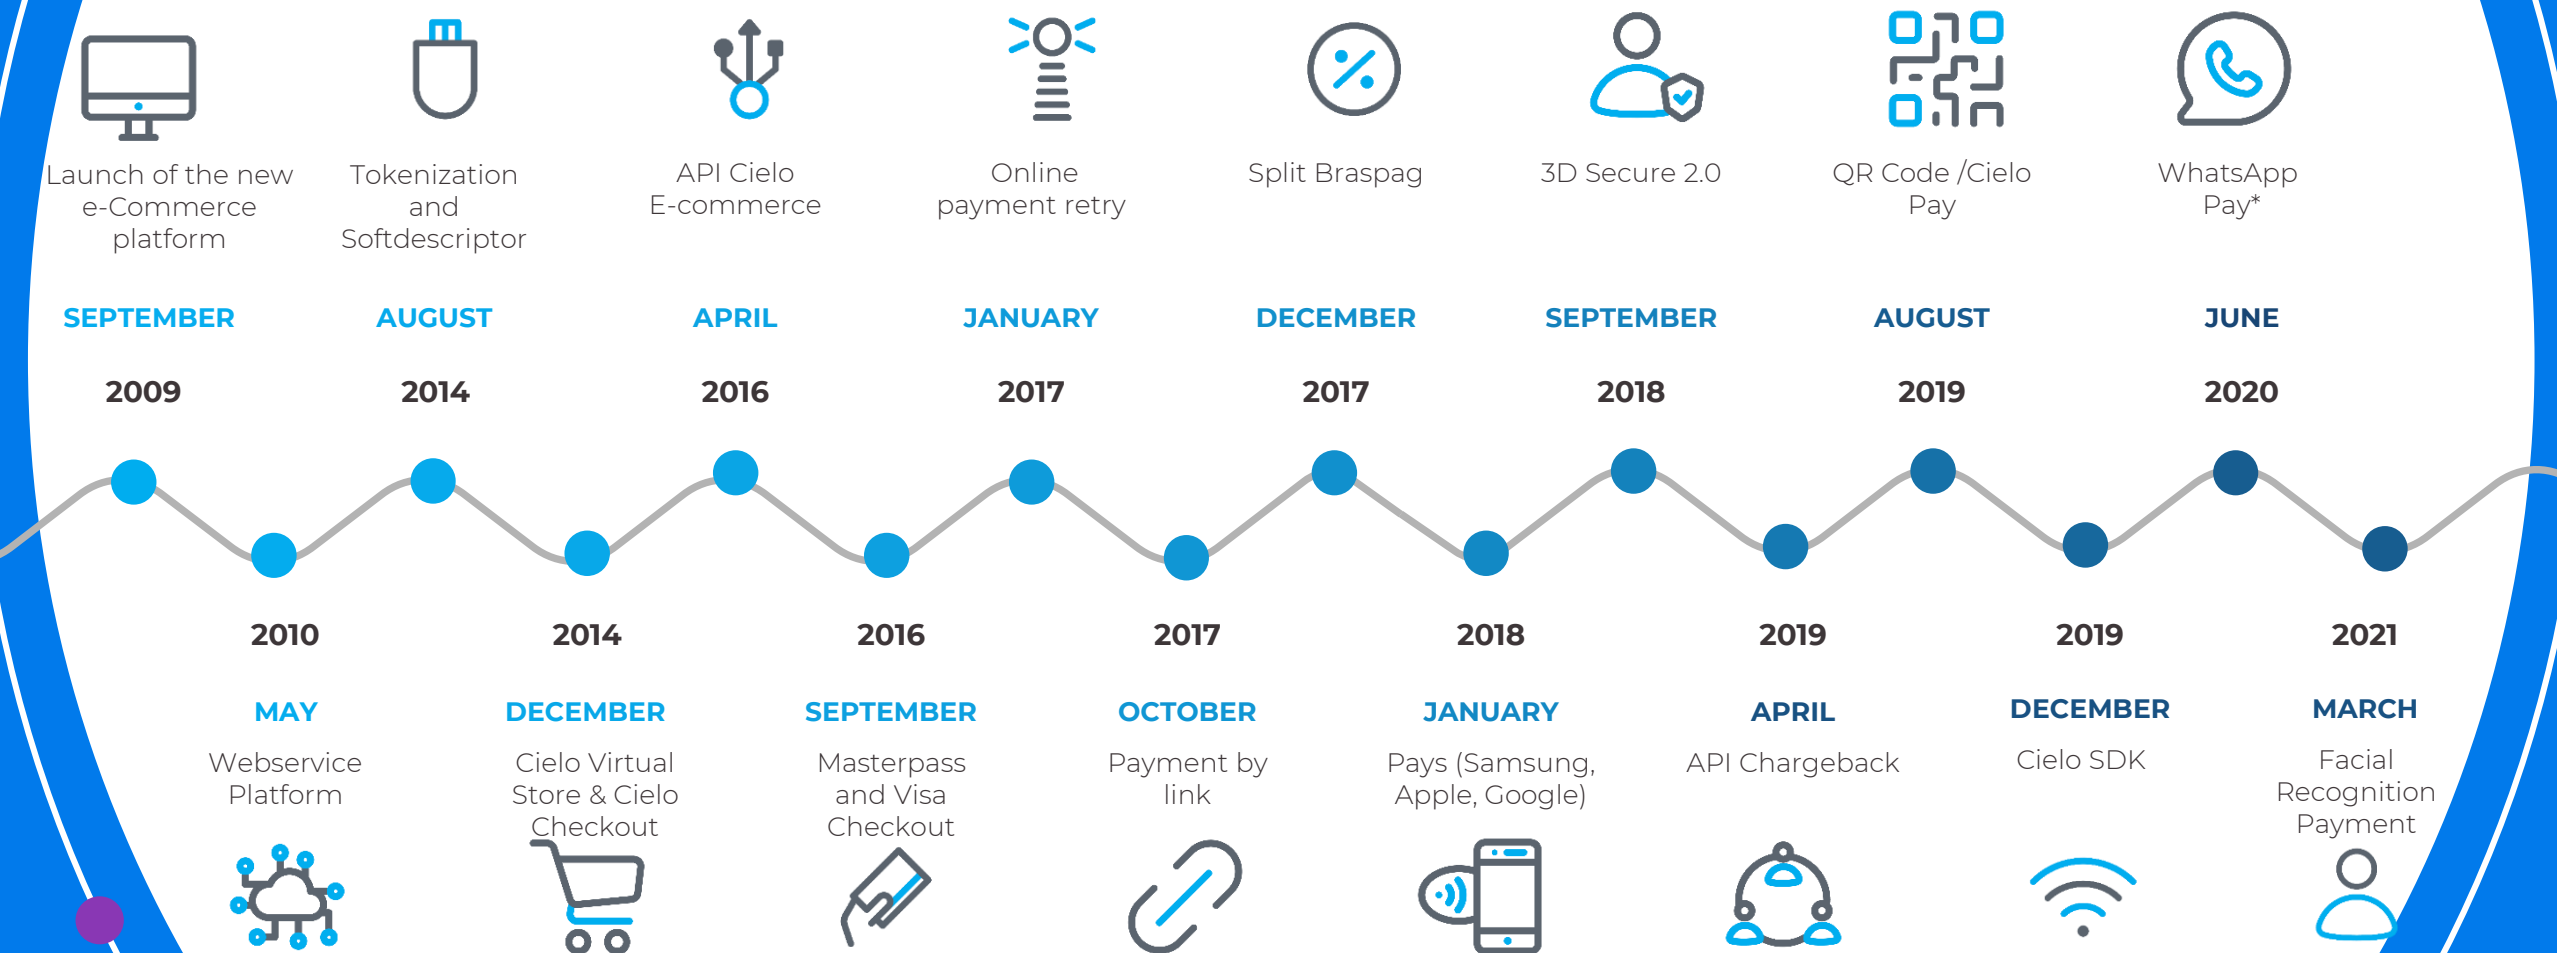 Launch of the new
e-Commerce
platform
Tokenization
and
Softdescriptor
API Cielo
E-commerce
Online
payment retry
Split Braspag
3D Secure 2.0
QR Code /Cielo
Pay
WhatsApp
Pay*
SEPTEMBER
AUGUST
APRIL
JANUARY
DECEMBER
SEPTEMBER
AUGUST
JUNE
2009
2014
2016
2017
2017
2018
2019
2020
2010
2014
2016
2017
2018
2019
2019
2021
MAY
DECEMBER
SEPTEMBER
OCTOBER
JANUARY
APRIL
DECEMBER
MARCH
Webservice
Platform
Cielo Virtual
Store & Cielo
Checkout
Masterpass
and Visa
Checkout
Payment by
link
Pays (Samsung,
Apple, Google)
API Chargeback
Cielo SDK
Facial
Recognition
Payment